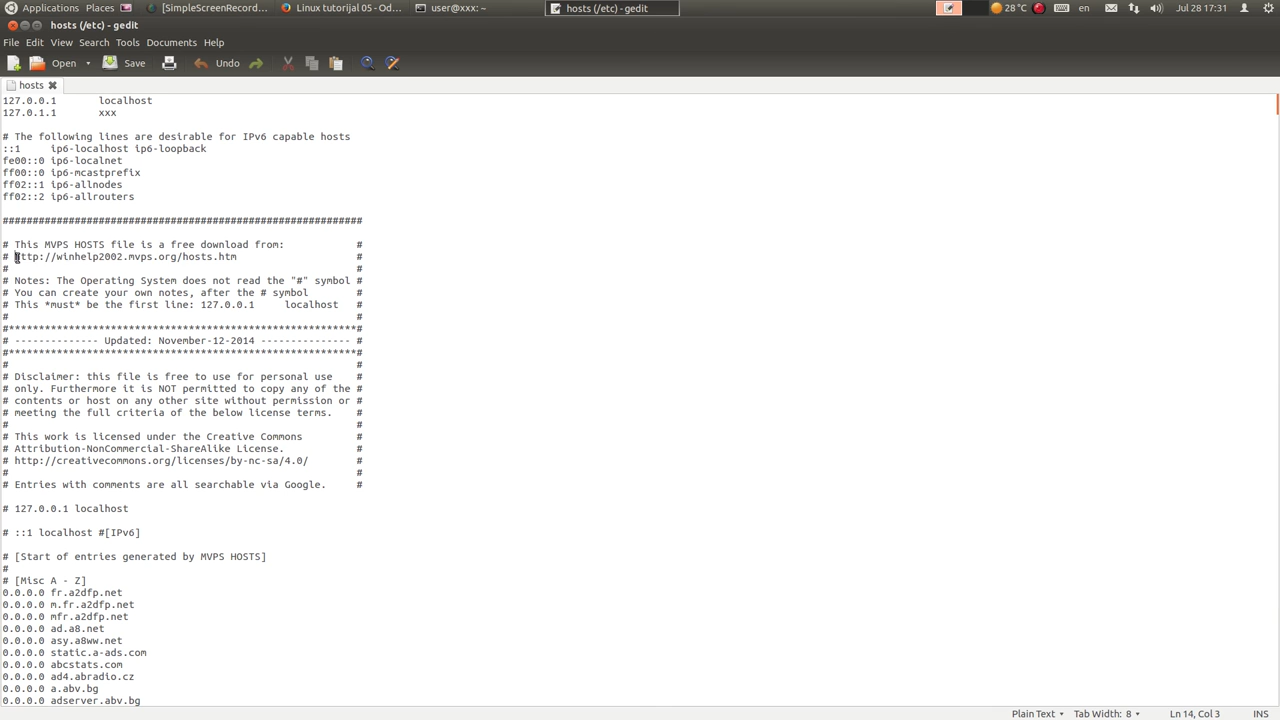 Applications Places [SimpleScreenRecord... Linux tutorijal 05 - Od... user@xxx: ~ hosts (/etc) - gedit 28 °C en Jul 28 17:31
hosts (/etc) - gedit
File Edit View Search Tools Documents Help
Open Save Undo
hosts
127.0.0.1 localhost
127.0.1.1 xxx
# The following lines are desirable for IPv6 capable hosts
::1 ip6-localhost ip6-loopback
fe00::0 ip6-localnet
ff00::0 ip6-mcastprefix
ff02::1 ip6-allnodes
ff02::2 ip6-allrouters
############################################################
# This MVPS HOSTS file is a free download from: #
# http://winhelp2002.mvps.org/hosts.htm #
# #
# Notes: The Operating System does not read the "#" symbol #
# You can create your own notes, after the # symbol #
# This *must* be the first line: 127.0.0.1 localhost #
# #
#**********************************************************#
# -------------- Updated: November-12-2014 --------------- #
#**********************************************************#
# #
# Disclaimer: this file is free to use for personal use #
# only. Furthermore it is NOT permitted to copy any of the #
# contents or host on any other site without permission or #
# meeting the full criteria of the below license terms. #
# #
# This work is licensed under the Creative Commons #
# Attribution-NonCommercial-ShareAlike License. #
# http://creativecommons.org/licenses/by-nc-sa/4.0/ #
# #
# Entries with comments are all searchable via Google. #
# 127.0.0.1 localhost
# ::1 localhost #[IPv6]
# [Start of entries generated by MVPS HOSTS]
#
# [Misc A - Z]
0.0.0.0 fr.a2dfp.net
0.0.0.0 m.fr.a2dfp.net
0.0.0.0 mfr.a2dfp.net
0.0.0.0 ad.a8.net
0.0.0.0 asy.a8ww.net
0.0.0.0 static.a-ads.com
0.0.0.0 abcstats.com
0.0.0.0 ad4.abradio.cz
0.0.0.0 a.abv.bg
0.0.0.0 adserver.abv.bg
Plain Text Tab Width: 8 Ln 14, Col 3 INS